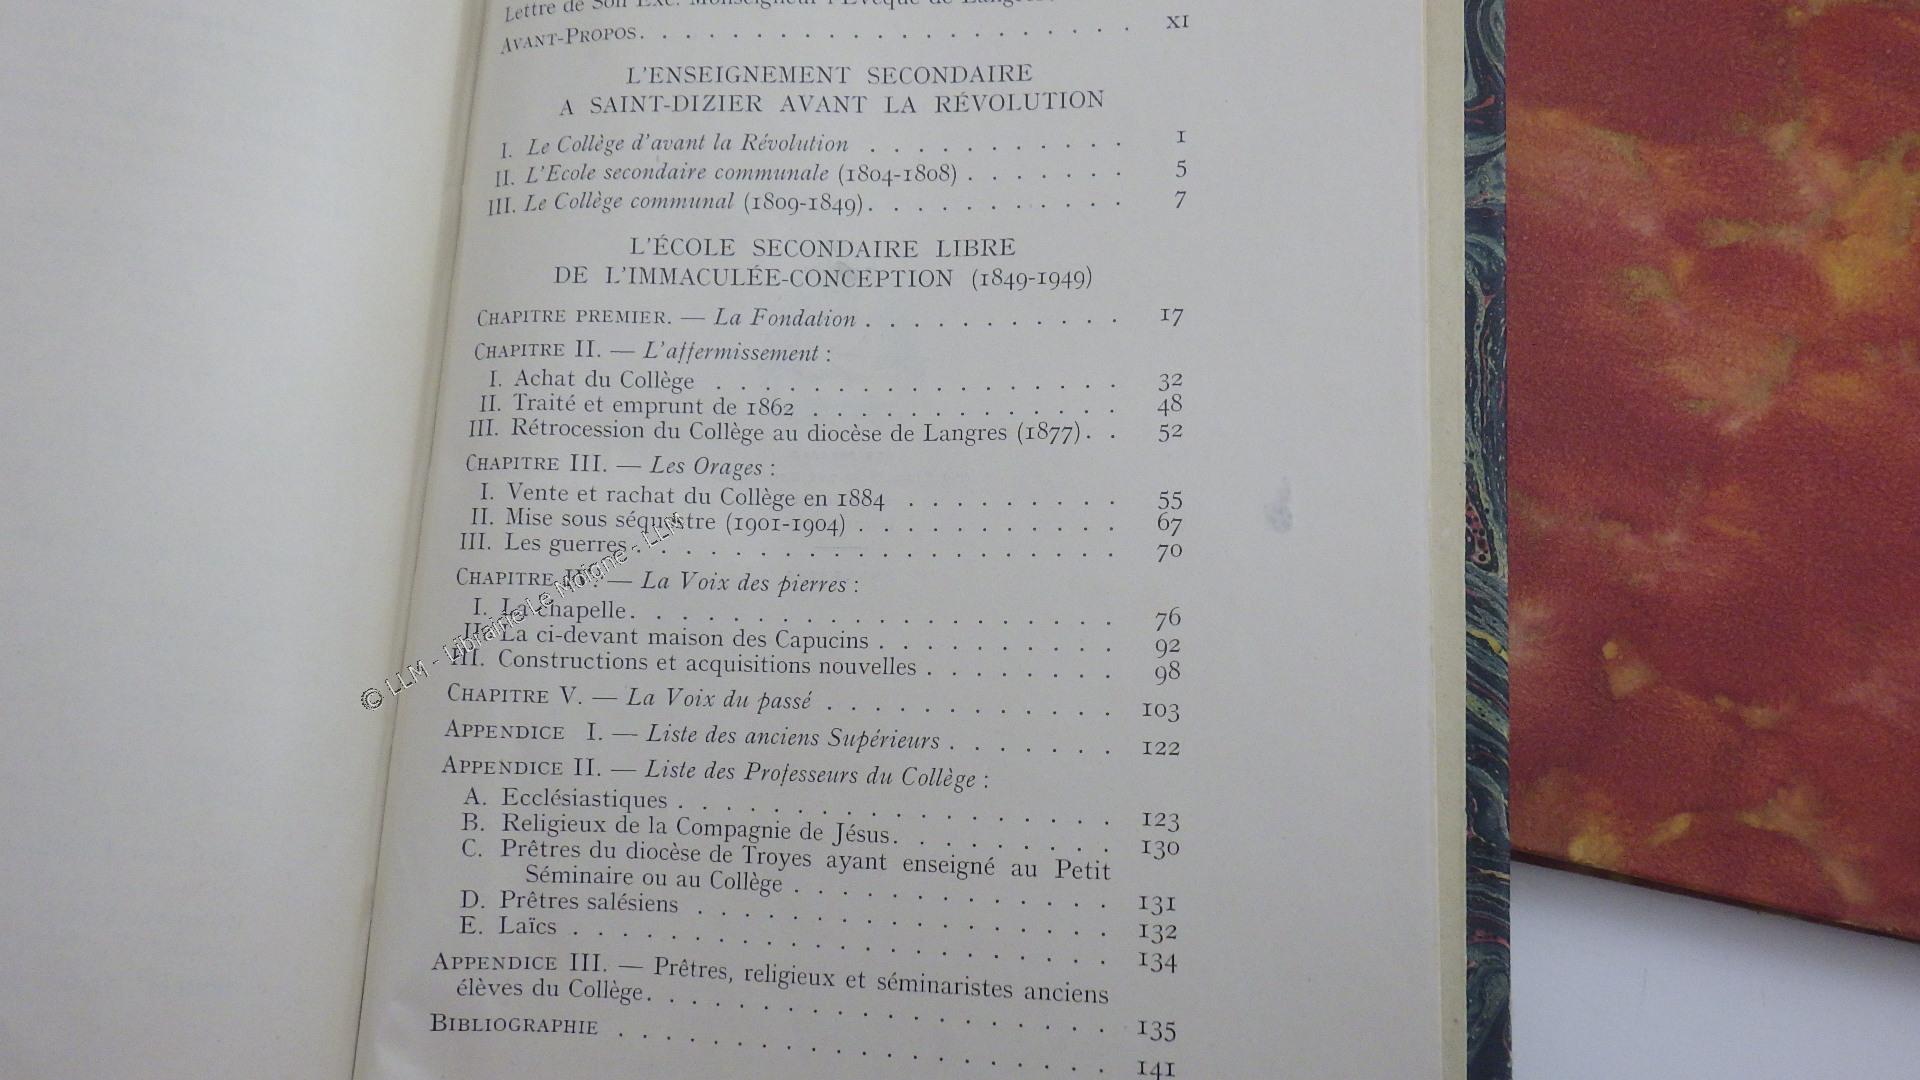 Lettre de Son Exc. Monseigneur l'Évêque de Langres.
AVANT-PROPOS. . . . . . . . . . . . . . . . . . XI
L'ENSEIGNEMENT SECONDAIRE
A SAINT-DIZIER AVANT LA RÉVOLUTION
I. Le Collège d'avant la Révolution . . . . . . . . . . . 1
II. L'Ecole secondaire communale (1804-1808) . . . . . . . 5
III. Le Collège communal (1809-1849). . . . . . . . . . . 7
L'ÉCOLE SECONDAIRE LIBRE
DE L'IMMACULÉE-CONCEPTION (1849-1949)
CHAPITRE PREMIER. — La Fondation . . . . . . . . . . . 17
CHAPITRE II. — L'affermissement :
I. Achat du Collège . . . . . . . . . . . . . . . . . 32
II. Traité et emprunt de 1862 . . . . . . . . . . . . . 48
III. Rétrocession du Collège au diocèse de Langres (1877). . 52
CHAPITRE III. — Les Orages :
I. Vente et rachat du Collège en 1884 . . . . . . . . . 55
II. Mise sous séquestre (1901-1904) . . . . . . . . . . . 67
III. Les guerres. . . . . . . . . . . . . . . . . . . 70
CHAPITRE IV. — La Voix des pierres :
I. La chapelle. . . . . . . . . . . . . . . . . . . 76
II. La ci-devant maison des Capucins . . . . . . . . . . 92
III. Constructions et acquisitions nouvelles . . . . . . . . 98
CHAPITRE V. — La Voix du passé . . . . . . . . . . . . 103
APPENDICE I. — Liste des anciens Supérieurs . . . . . . . 122
APPENDICE II. — Liste des Professeurs du Collège :
A. Ecclésiastiques . . . . . . . . . . . . . . . . . 123
B. Religieux de la Compagnie de Jésus. . . . . . . . . . 130
C. Prêtres du diocèse de Troyes ayant enseigné au Petit
Séminaire ou au Collège . . . . . . . . . . . . . 131
D. Prêtres salésiens . . . . . . . . . . . . . . . . . 132
E. Laïcs . . . . . . . . . . . . . . . . . . . . . . 134
APPENDICE III. — Prêtres, religieux et séminaristes anciens
élèves du Collège. . . . . . . . . . . . . . . . . . . 135
BIBLIOGRAPHIE . . . . . . . . . . . . . . . . . . . . 141
© LLM - Librairie Le Moigne - LLM